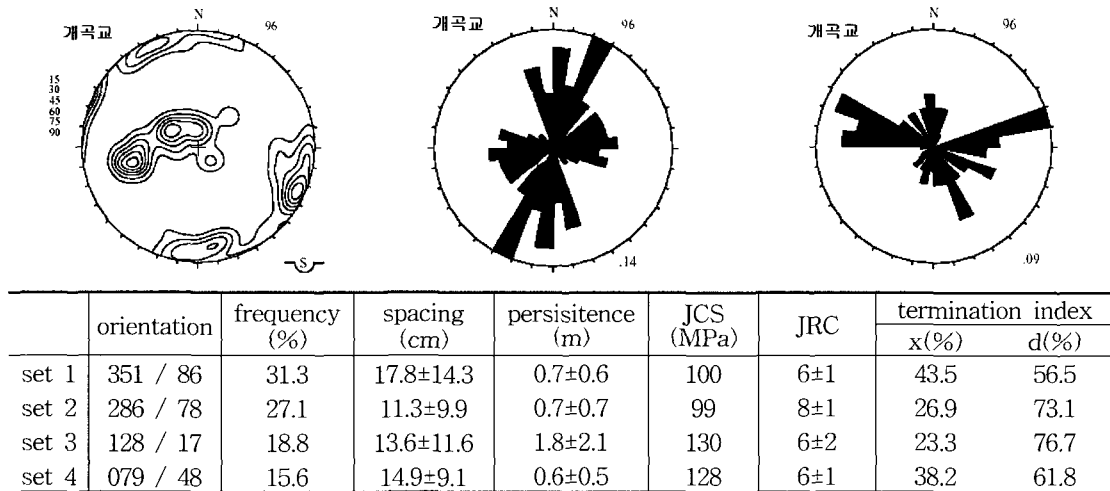 개곡교 N 96
15
30
45
60
75
90
S
개곡교 N 96
.14
개곡교 N 96
.09
orientation frequency (%) spacing (cm) persisitence (m) JCS (MPa) JRC termination index
x(%) d(%)
set 1 351 / 86 31.3 17.8±14.3 0.7±0.6 100 6±1 43.5 56.5
set 2 286 / 78 27.1 11.3±9.9 0.7±0.7 99 8±1 26.9 73.1
set 3 128 / 17 18.8 13.6±11.6 1.8±2.1 130 6±2 23.3 76.7
set 4 079 / 48 15.6 14.9±9.1 0.6±0.5 128 6±1 38.2 61.8